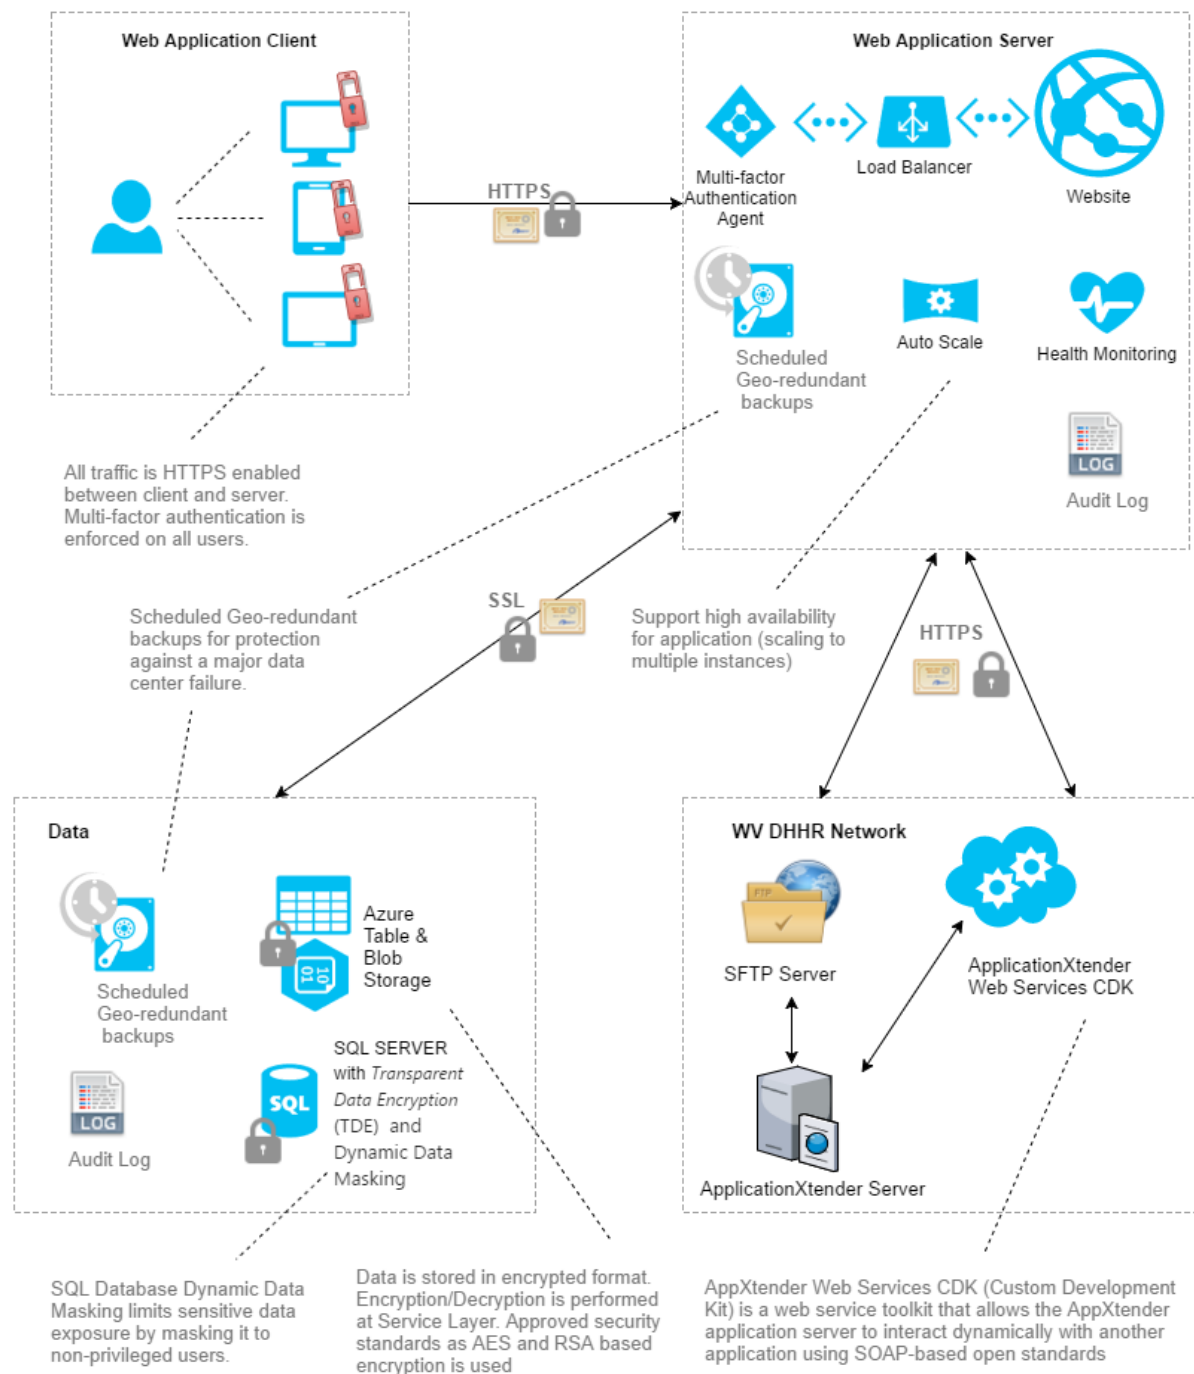 Web Application Client
Web Application Server
Multi-factor
Authentication
Agent
Load Balancer
Website
HTTPS
Scheduled
Geo-redundant
backups
Auto Scale
Health Monitoring
LOG
Audit Log
All traffic is HTTPS enabled
between client and server.
Multi-factor authentication is
enforced on all users.
Scheduled Geo-redundant
backups for protection
against a major data
center failure.
SSL
Support high availability
for application (scaling to
multiple instances)
HTTPS
Data
Scheduled
Geo-redundant
backups
Azure
Table &
Blob
Storage
10
01
LOG
Audit Log
SQL
SQL SERVER
with Transparent
Data Encryption
(TDE) and
Dynamic Data
Masking
WV DHHR Network
FTP
SFTP Server
ApplicationXtender
Web Services CDK
ApplicationXtender Server
SQL Database Dynamic Data
Masking limits sensitive data
exposure by masking it to
non-privileged users.
Data is stored in encrypted format.
Encryption/Decryption is performed
at Service Layer. Approved security
standards as AES and RSA based
encryption is used
AppXtender Web Services CDK (Custom Development
Kit) is a web service toolkit that allows the AppXtender
application server to interact dynamically with another
application using SOAP-based open standards